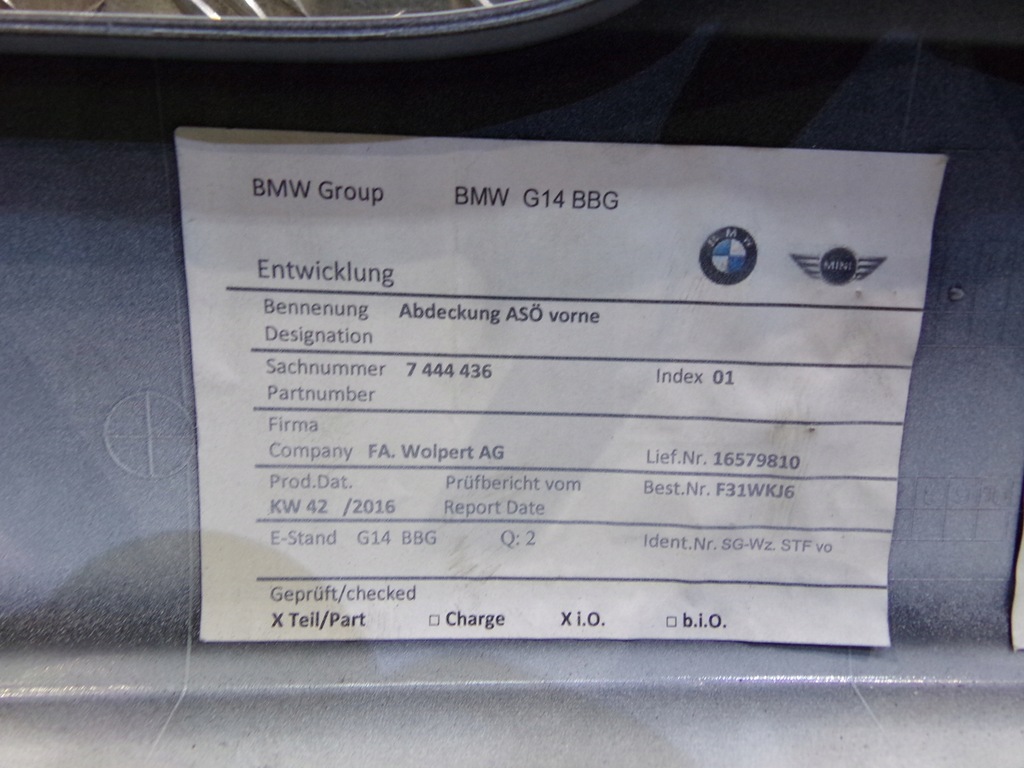 BMW Group BMW G14 BBG
BMW
MINI
Entwicklung
Bennenung Abdeckung ASÖ vorne
Designation
Sachnummer 7 444 436 Index 01
Partnumber
Firma
Company FA. Wolpert AG Lief.Nr. 16579810
Prod.Dat. Prüfbericht vom Best.Nr. F31WKJ6
KW 42 /2016 Report Date
E-Stand G14 BBG Q: 2 Ident.Nr. SG-Wz. STF vo
Geprüft/checked
X Teil/Part □ Charge X i.O. □ b.i.O.